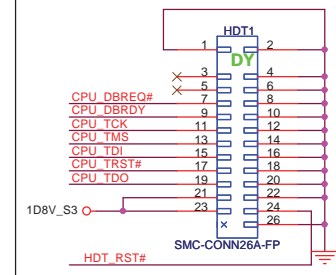 HDT1
1 2
DY
3 4
5 6
CPU_DBREQ# 7 8
CPU_DBRDY 9 10
CPU_TCK 11 12
CPU_TMS 13 14
CPU_TDI 15 16
CPU_TRST# 17 18
CPU_TDO 19 20
21 22
1D8V_S3 23 24
26
SMC-CONN26A-FP
HDT_RST#